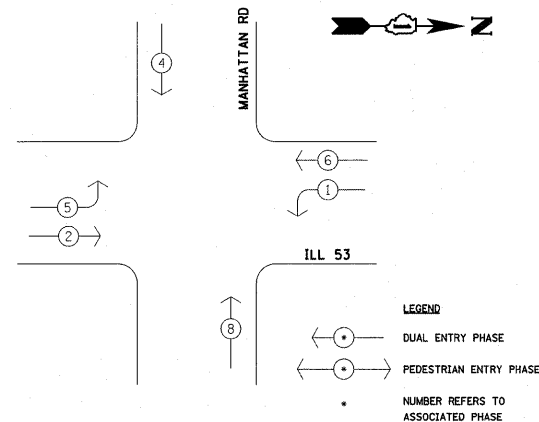 N
MANHATTAN RD
4
6
1
5
2
ILL 53
8
LEGEND
* DUAL ENTRY PHASE
* PEDESTRIAN ENTRY PHASE
* NUMBER REFERS TO
ASSOCIATED PHASE